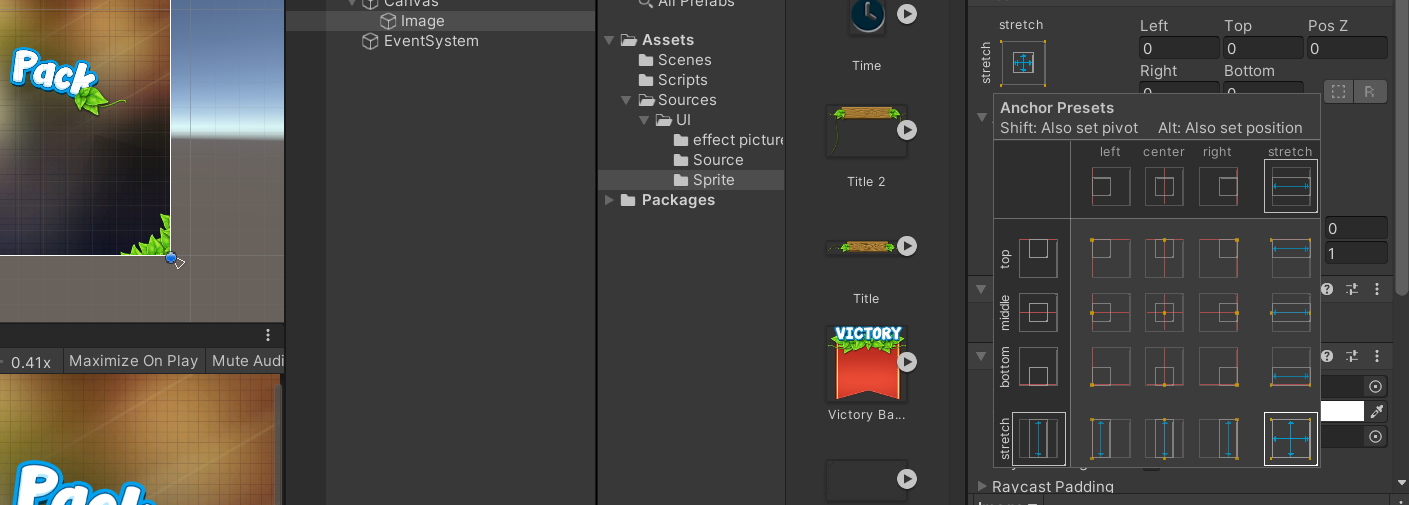 Canvas
Image
EventSystem
All Prefabs
Assets
Scenes
Scripts
Sources
UI
effect picture
Source
Sprite
Packages
Time
Title 2
Title
VICTORY
Victory Ba...
Pack
0.41x
Maximize On Play
Mute Audi
Pack
stretch
stretch
Left
Top
Pos Z
0
0
0
Right
Bottom
0
0
R
Anchor Presets
Shift: Also set pivot
Alt: Also set position
left
center
right
stretch
top
middle
bottom
stretch
0
1
Raycast Padding